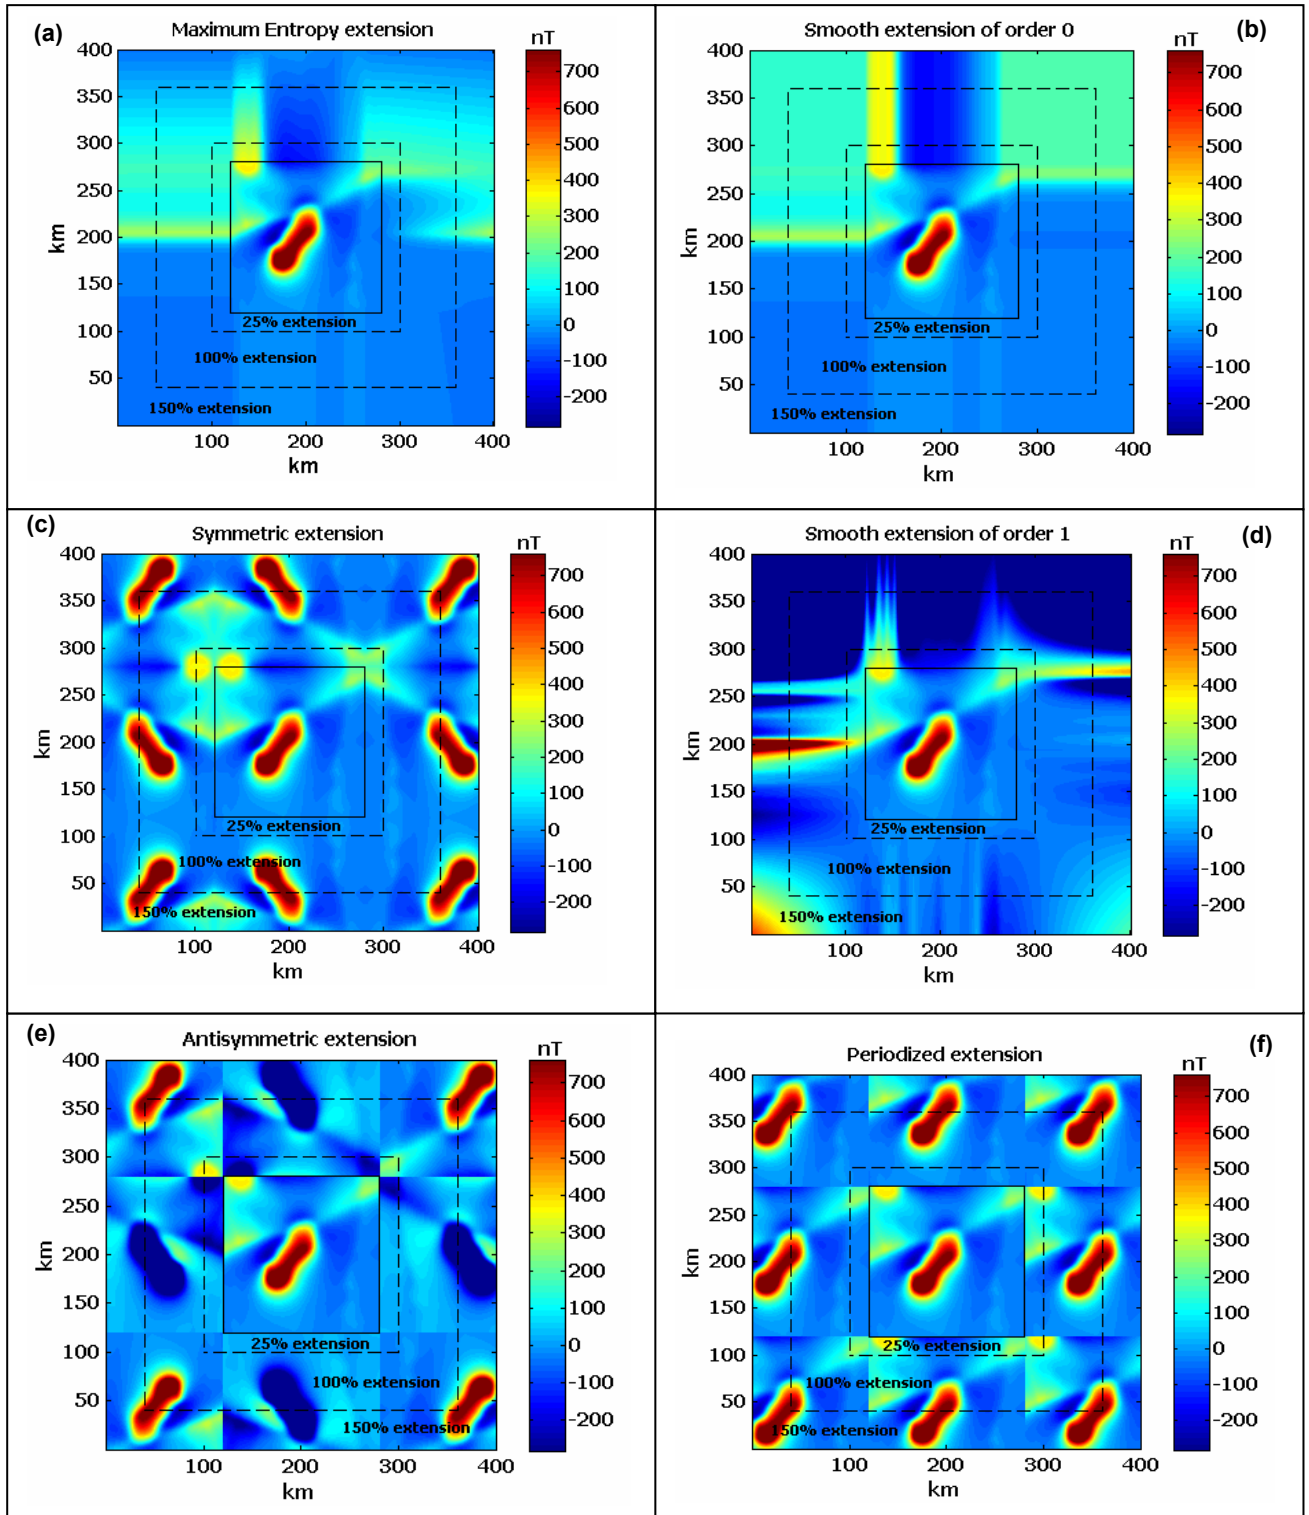 (a)
Maximum Entropy extension
nT
400
350
300
250
200
150
100
50
km
100
200
300
400
km
700
600
500
400
300
200
100
0
-100
-200
25% extension
100% extension
150% extension
Smooth extension of order 0
(b)
nT
400
350
300
250
200
150
100
50
km
100
200
300
400
km
700
600
500
400
300
200
100
0
-100
-200
25% extension
100% extension
150% extension
(c)
Symmetric extension
nT
400
350
300
250
200
150
100
50
km
100
200
300
400
km
700
600
500
400
300
200
100
0
-100
-200
25% extension
100% extension
150% extension
Smooth extension of order 1
(d)
nT
400
350
300
250
200
150
100
50
km
100
200
300
400
km
700
600
500
400
300
200
100
0
-100
-200
25% extension
100% extension
150% extension
(e)
Antisymmetric extension
nT
400
350
300
250
200
150
100
50
km
100
200
300
400
km
700
600
500
400
300
200
100
0
-100
-200
25% extension
100% extension
150% extension
Periodized extension
(f)
nT
400
350
300
250
200
150
100
50
km
100
200
300
400
km
700
600
500
400
300
200
100
0
-100
-200
25% extension
100% extension
150% extension